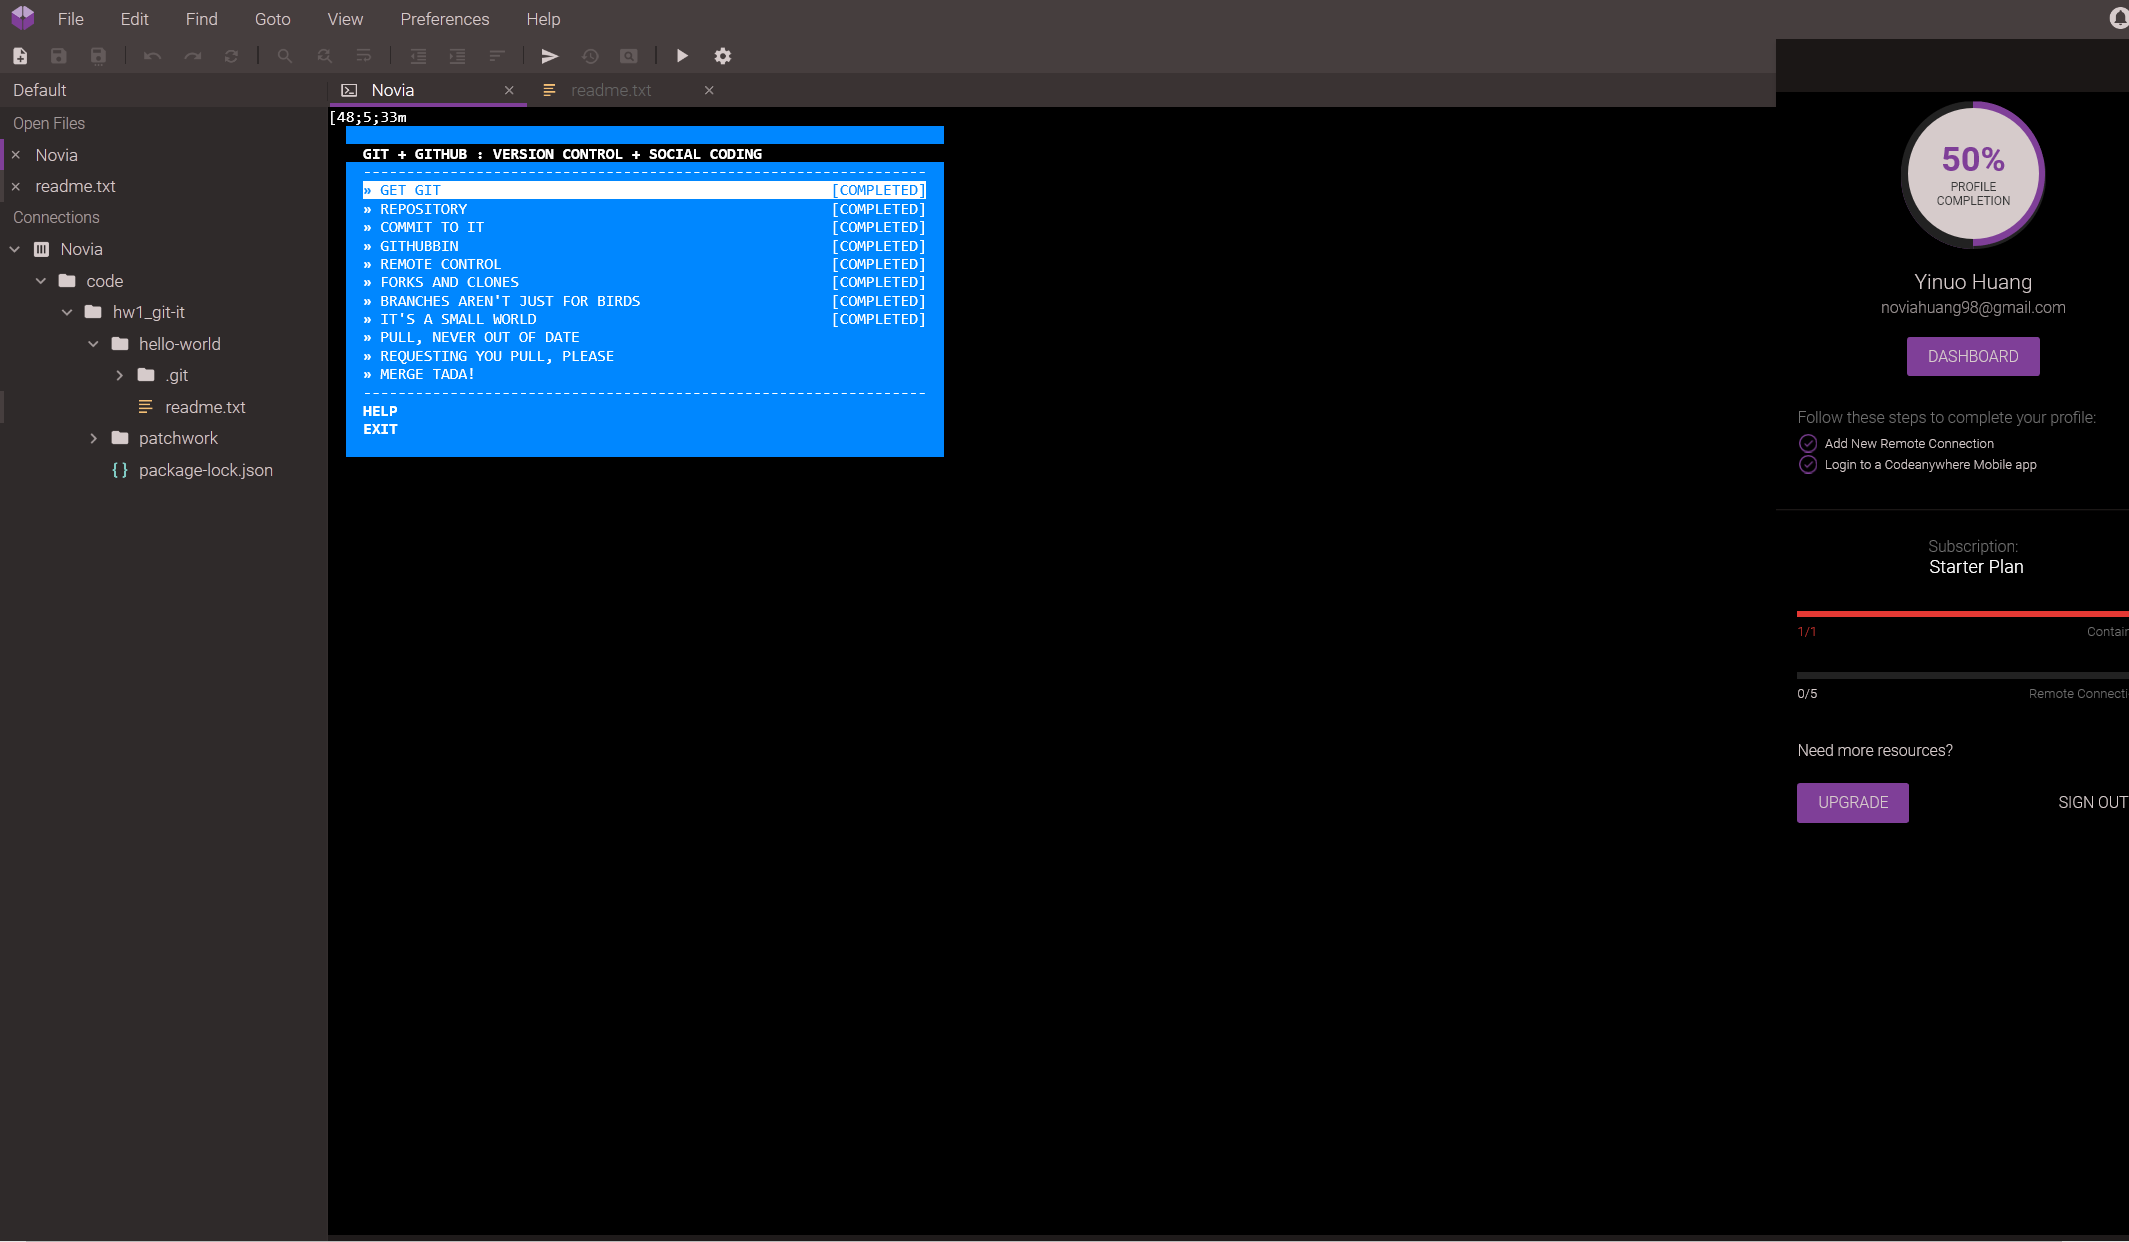 File Edit Find Goto View Preferences Help
Default
Novia
readme.txt
Open Files
Novia
readme.txt
Connections
Novia
code
hw1_git-it
hello-world
.git
readme.txt
patchwork
{ } package-lock.json
[48;5;33m
GIT + GITHUB : VERSION CONTROL + SOCIAL CODING
» GET GIT [COMPLETED]
» REPOSITORY [COMPLETED]
» COMMIT TO IT [COMPLETED]
» GITHUBBIN [COMPLETED]
» REMOTE CONTROL [COMPLETED]
» FORKS AND CLONES [COMPLETED]
» BRANCHES AREN'T JUST FOR BIRDS [COMPLETED]
» IT'S A SMALL WORLD [COMPLETED]
» PULL, NEVER OUT OF DATE
» REQUESTING YOU PULL, PLEASE
» MERGE TADA!
HELP
EXIT
50%
PROFILE
COMPLETION
Yinuo Huang
noviahuang98@gmail.com
DASHBOARD
Follow these steps to complete your profile:
Add New Remote Connection
Login to a Codeanywhere Mobile app
Subscription:
Starter Plan
1/1 Contain
0/5 Remote Connecti
Need more resources?
UPGRADE SIGN OUT